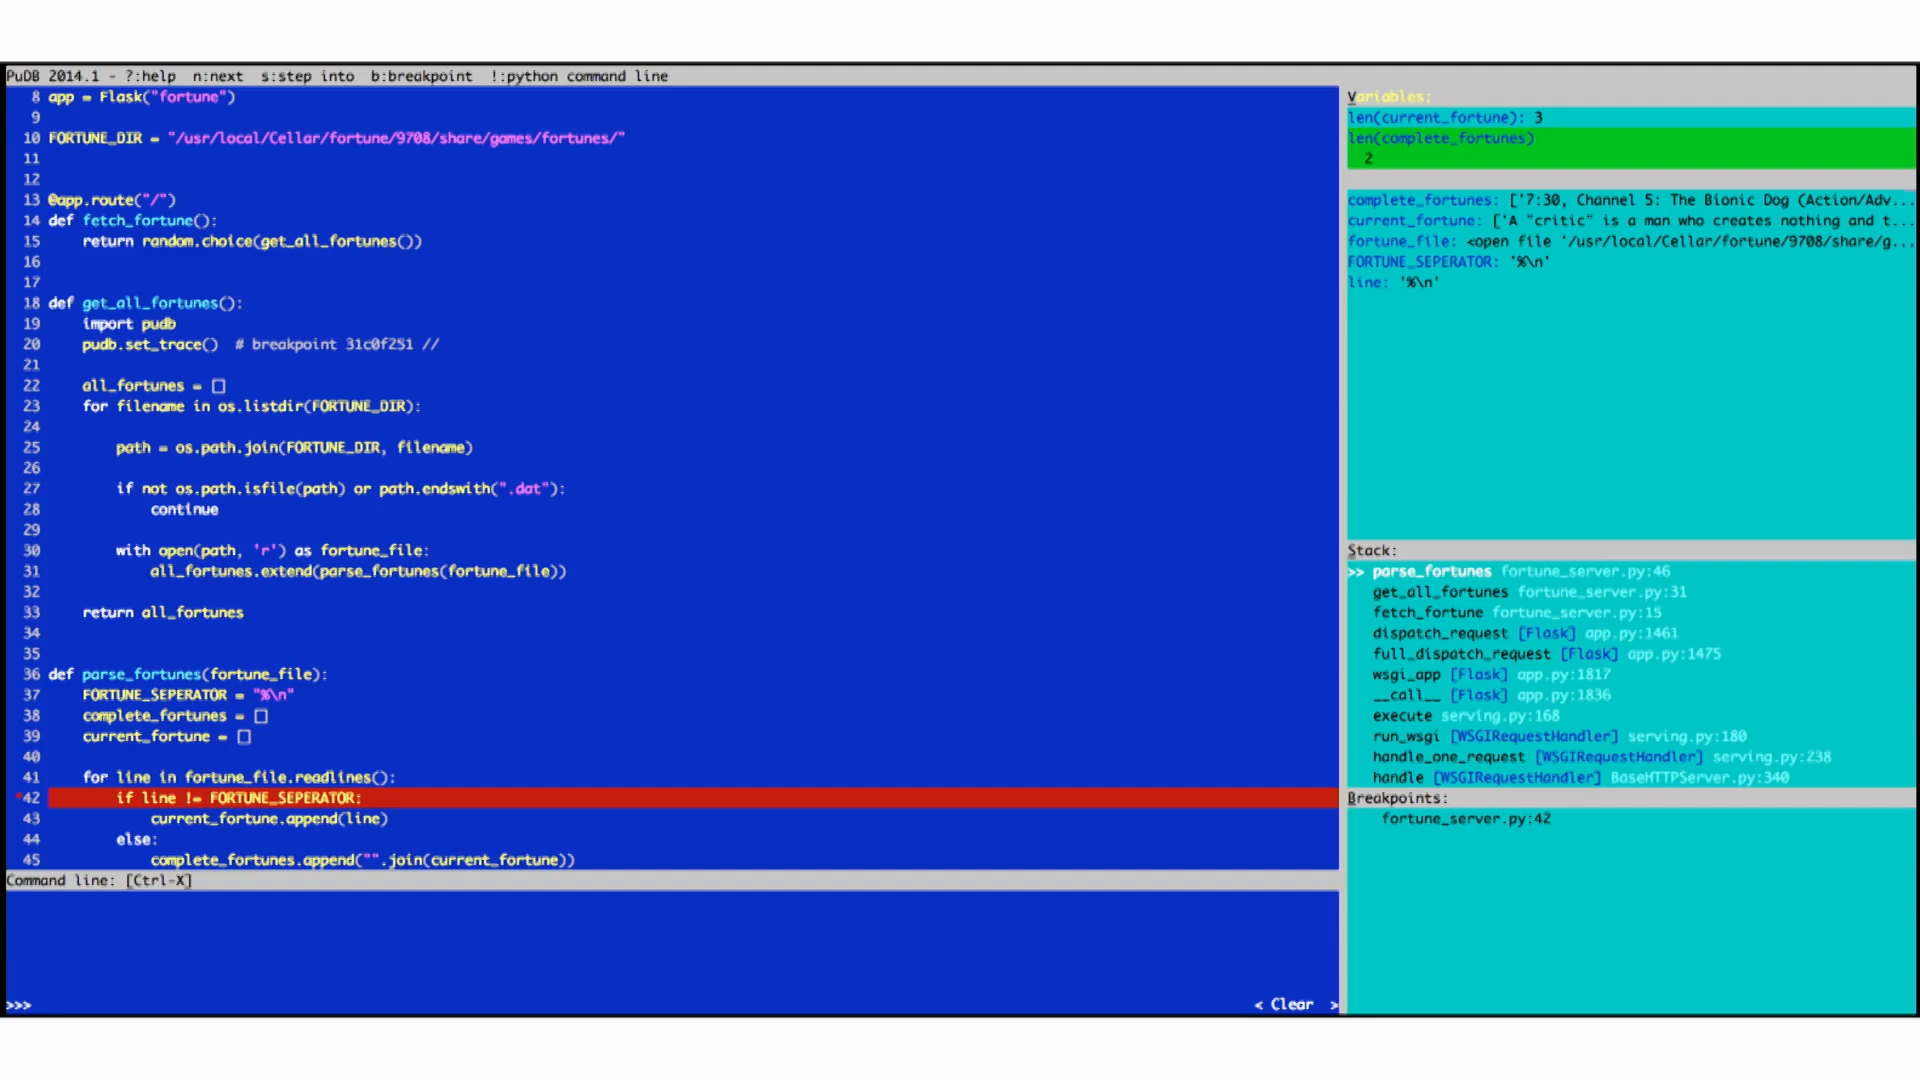 PuDB 2014.1 - ?:help  n:next  s:step into  b:breakpoint  !:python command line
8 app = Flask("fortune")
9
10 FORTUNE_DIR = "/usr/local/Cellar/fortune/9708/share/games/fortunes/"
11
12
13 @app.route("/")
14 def fetch_fortune():
15     return random.choice(get_all_fortunes())
16
17
18 def get_all_fortunes():
19     import pudb
20     pudb.set_trace()  # breakpoint 31c0f251 //
21
22     all_fortunes = []
23     for filename in os.listdir(FORTUNE_DIR):
24
25         path = os.path.join(FORTUNE_DIR, filename)
26
27         if not os.path.isfile(path) or path.endswith(".dat"):
28             continue
29
30         with open(path, 'r') as fortune_file:
31             all_fortunes.extend(parse_fortunes(fortune_file))
32
33     return all_fortunes
34
35
36 def parse_fortunes(fortune_file):
37     FORTUNE_SEPERATOR = "%\n"
38     complete_fortunes = []
39     current_fortune = []
40
41     for line in fortune_file.readlines():
*42         if line != FORTUNE_SEPERATOR:
43             current_fortune.append(line)
44         else:
45             complete_fortunes.append("".join(current_fortune))
Command line: [Ctrl-X]
>>>
< Clear  >
Variables:
len(current_fortune): 3
len(complete_fortunes)
2
complete_fortunes: ['7:30, Channel 5: The Bionic Dog (Action/Adv...
current_fortune: ['A "critic" is a man who creates nothing and t...
fortune_file: <open file '/usr/local/Cellar/fortune/9708/share/g...
FORTUNE_SEPERATOR: '%\n'
line: '%\n'
Stack:
>> parse_fortunes fortune_server.py:46
get_all_fortunes fortune_server.py:31
fetch_fortune fortune_server.py:15
dispatch_request [Flask] app.py:1461
full_dispatch_request [Flask] app.py:1475
wsgi_app [Flask] app.py:1817
__call__ [Flask] app.py:1836
execute serving.py:168
run_wsgi [WSGIRequestHandler] serving.py:180
handle_one_request [WSGIRequestHandler] serving.py:238
handle [WSGIRequestHandler] BaseHTTPServer.py:340
Breakpoints:
fortune_server.py:42